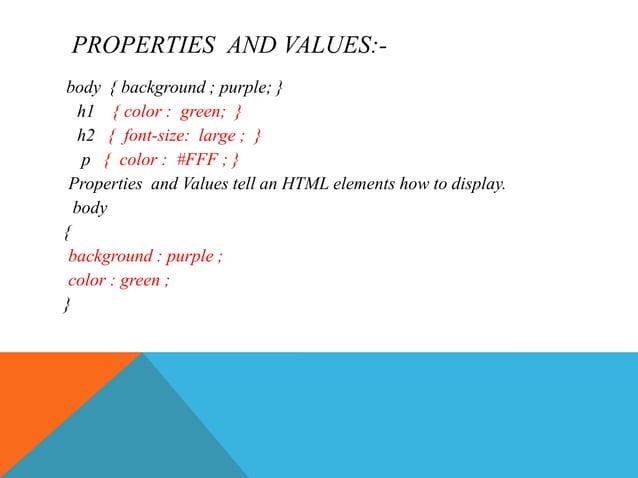 PROPERTIES AND VALUES:-
body { background ; purple; }
h1 { color : green; }
h2 { font-size: large ; }
p { color : #FFF ; }
Properties and Values tell an HTML elements how to display.
body
{
background : purple ;
color : green ;
}